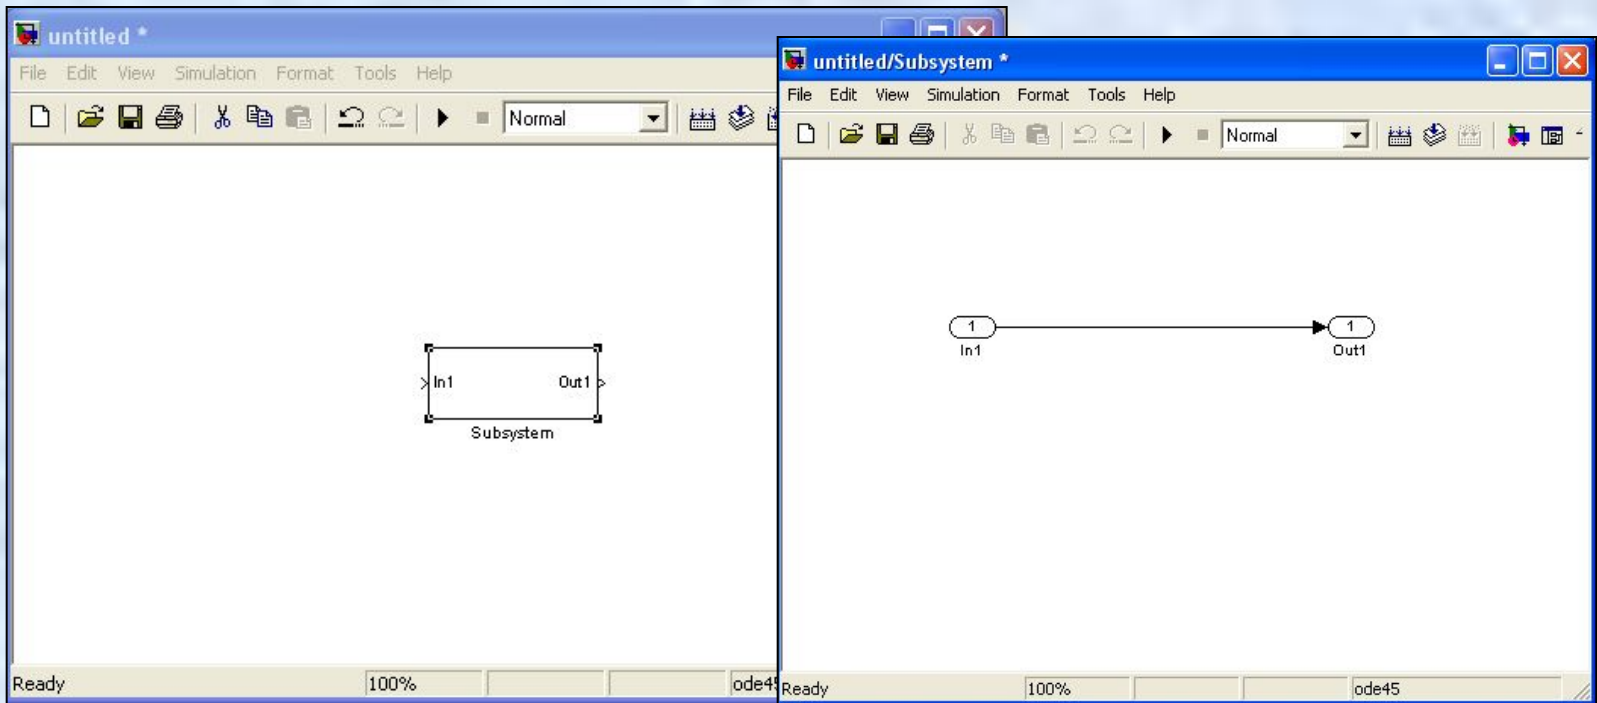 untitled *
File Edit View Simulation Format Tools Help
Normal
In1 Out1
Subsystem
Ready 100% ode45
untitled/Subsystem *
File Edit View Simulation Format Tools Help
Normal
1 1
In1 Out1
Ready 100% ode45